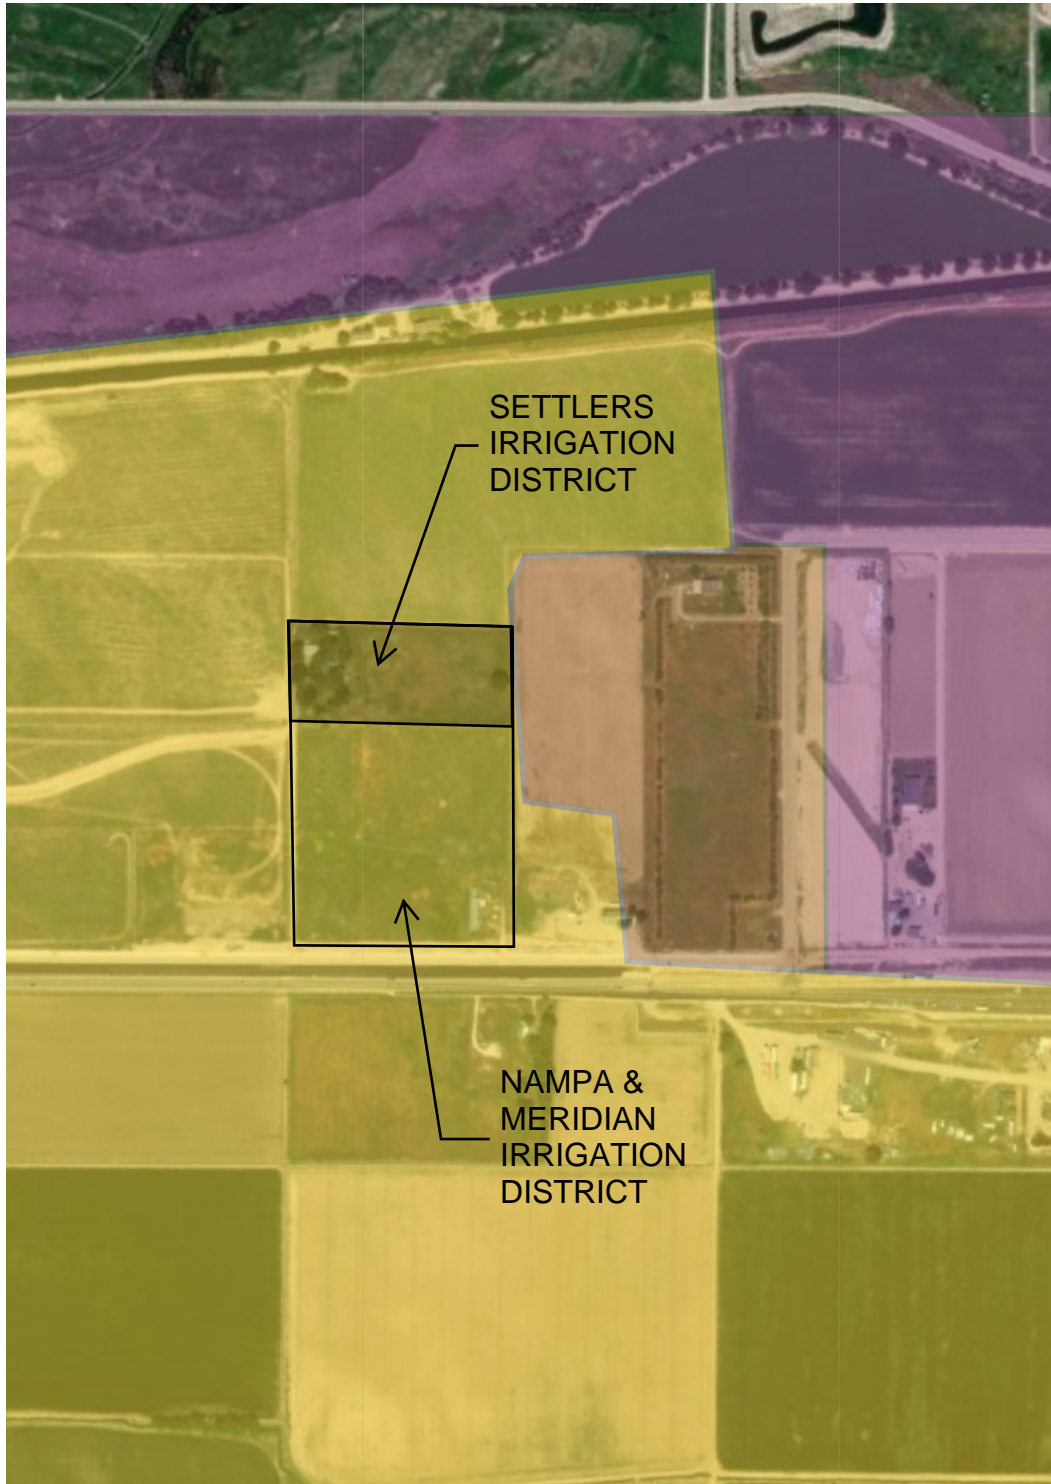 SETTLERS
IRRIGATION
DISTRICT
NAMPA &
MERIDIAN
IRRIGATION
DISTRICT